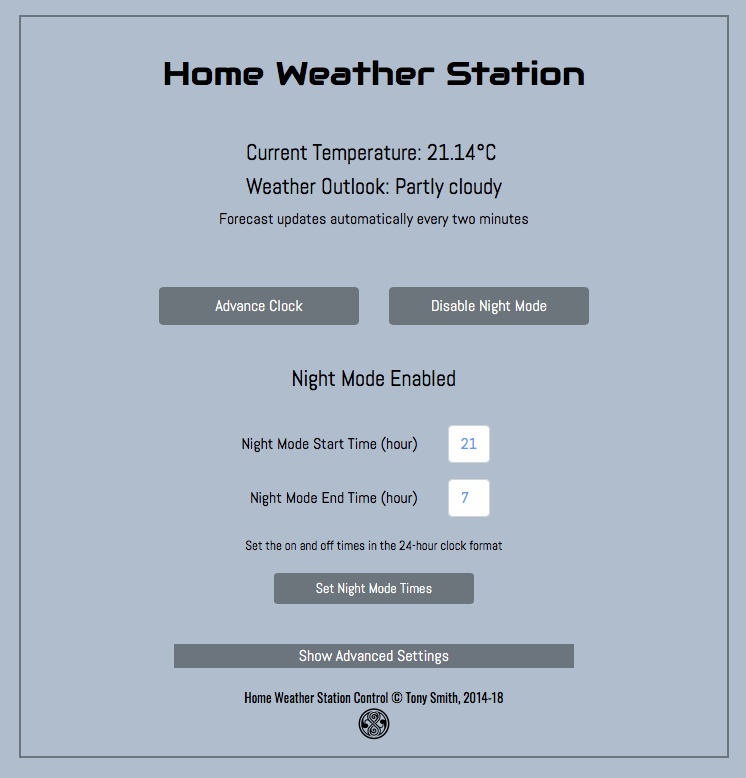 Home Weather Station
Current Temperature: 21.14°C
Weather Outlook: Partly cloudy
Forecast updates automatically every two minutes
Advance Clock
Disable Night Mode
Night Mode Enabled
Night Mode Start Time (hour) 21
Night Mode End Time (hour) 7
Set the on and off times in the 24-hour clock format
Set Night Mode Times
Show Advanced Settings
Home Weather Station Control © Tony Smith, 2014-18